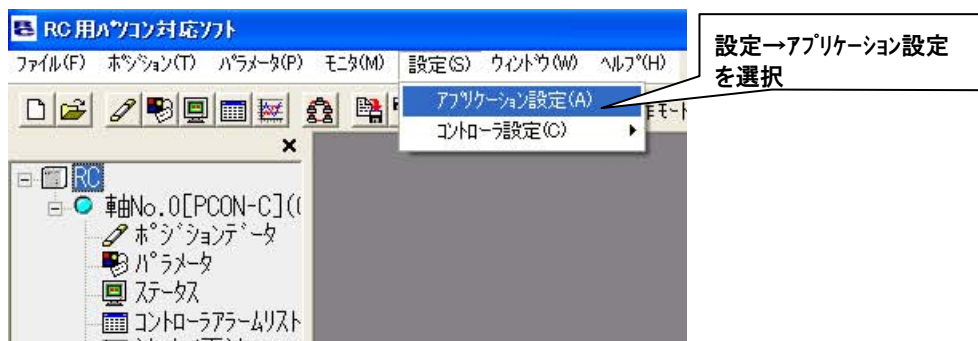 RC用パソコン対応ソフト
ファイル(F) ポジション(T) パラメータ(P) モニタ(M) 設定(S) ウィンドウ(W) ヘルプ(H)
アプリケーション設定(A)
コントローラ設定(C)
設定→アプリケーション設定
を選択
RC
軸No.0[PCON-C](
ポジションデータ
パラメータ
ステータス
コントローラアラームリスト